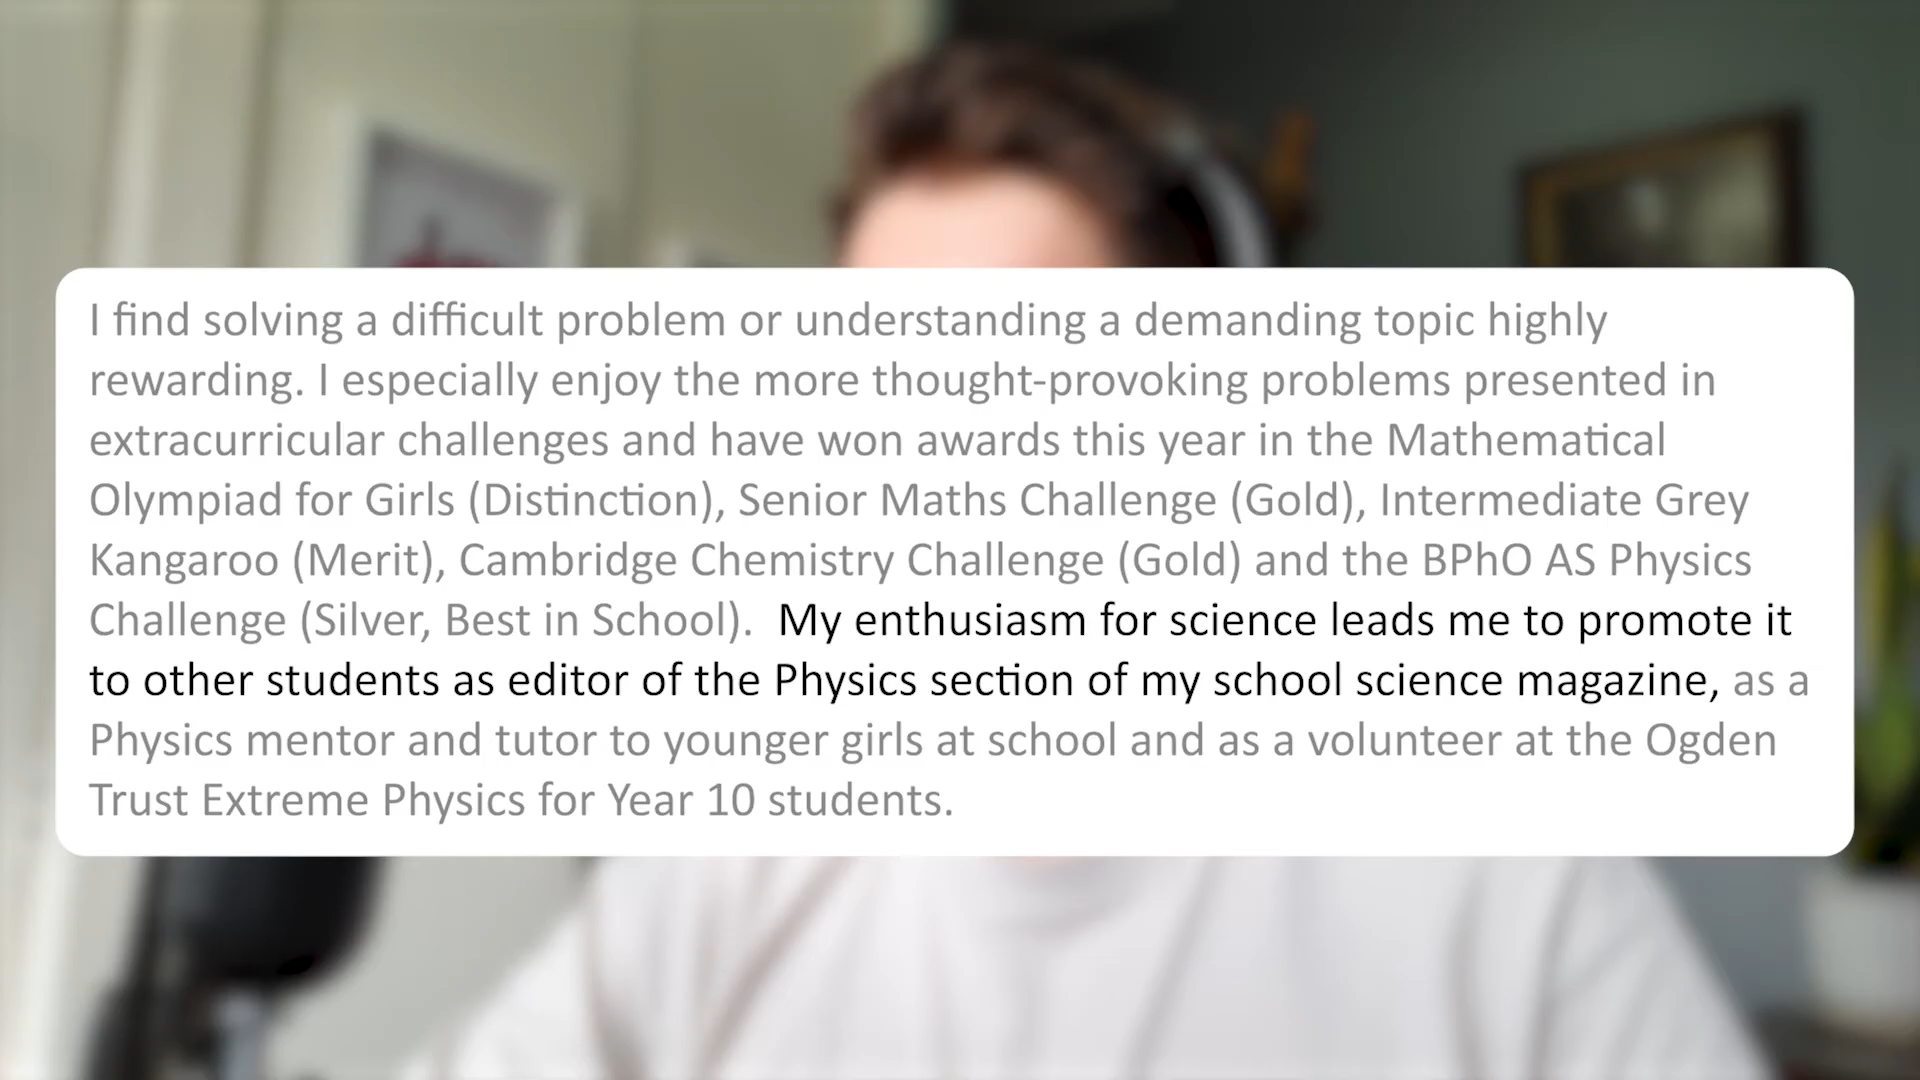 I find solving a difficult problem or understanding a demanding topic highly
rewarding. I especially enjoy the more thought-provoking problems presented in
extracurricular challenges and have won awards this year in the Mathematical
Olympiad for Girls (Distinction), Senior Maths Challenge (Gold), Intermediate Grey
Kangaroo (Merit), Cambridge Chemistry Challenge (Gold) and the BPhO AS Physics
Challenge (Silver, Best in School).  My enthusiasm for science leads me to promote it
to other students as editor of the Physics section of my school science magazine, as a
Physics mentor and tutor to younger girls at school and as a volunteer at the Ogden
Trust Extreme Physics for Year 10 students.